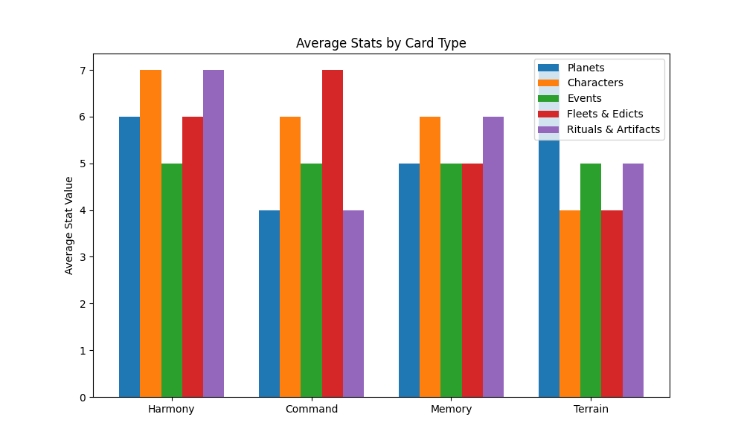 Average Stats by Card Type
Planets
Characters
Events
Fleets & Edicts
Rituals & Artifacts
Average Stat Value
7
6
5
4
3
2
1
0
Harmony Command Memory Terrain